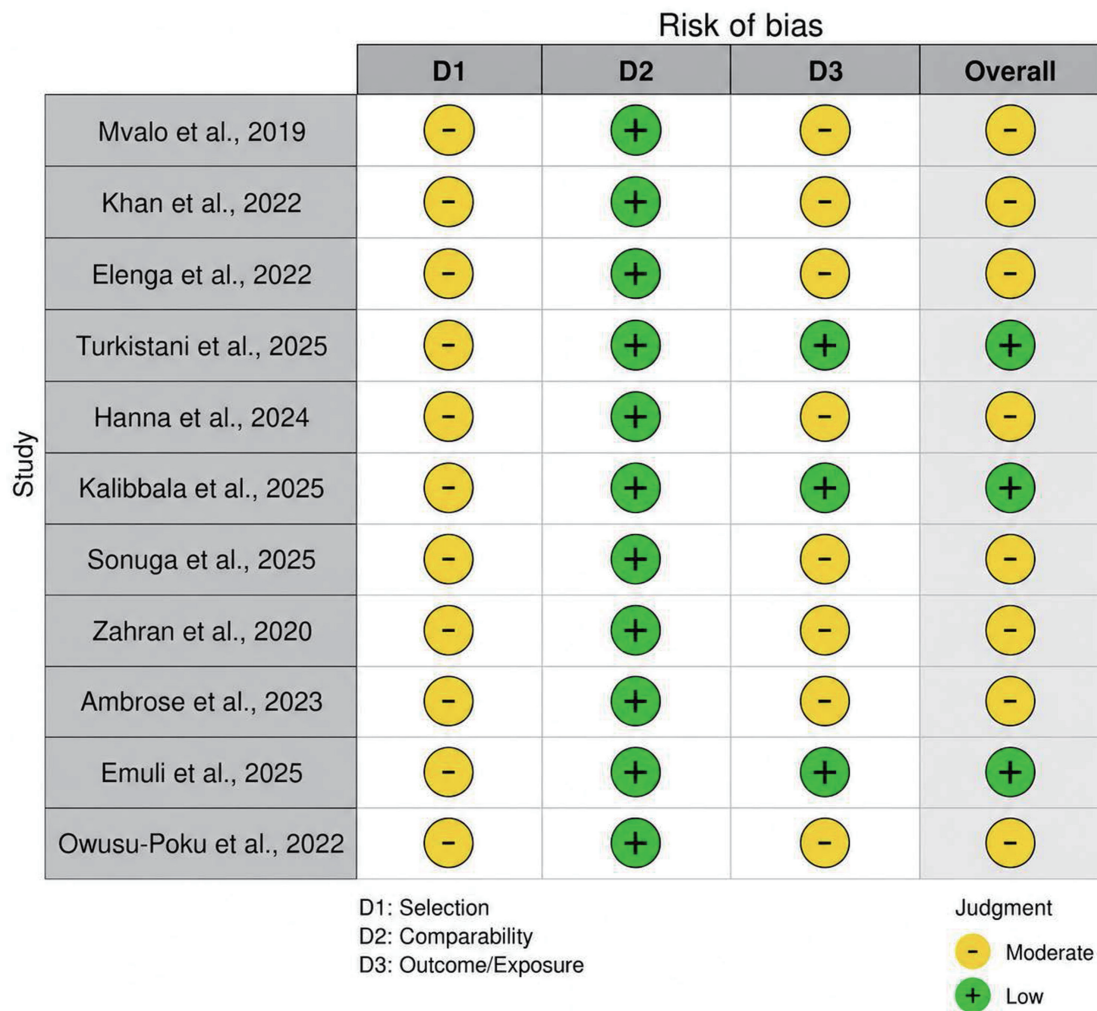 Risk of bias
D1 D2 D3 Overall
Study
Mvalo et al., 2019 - + - -
Khan et al., 2022 - + - -
Elenga et al., 2022 - + - -
Turkistani et al., 2025 - + + +
Hanna et al., 2024 - + - -
Kalibbala et al., 2025 - + + +
Sonuga et al., 2025 - + - -
Zahran et al., 2020 - + - -
Ambrose et al., 2023 - + - -
Emuli et al., 2025 - + + +
Owusu-Poku et al., 2022 - + - -
D1: Selection
D2: Comparability
D3: Outcome/Exposure
Judgment
- Moderate
+ Low